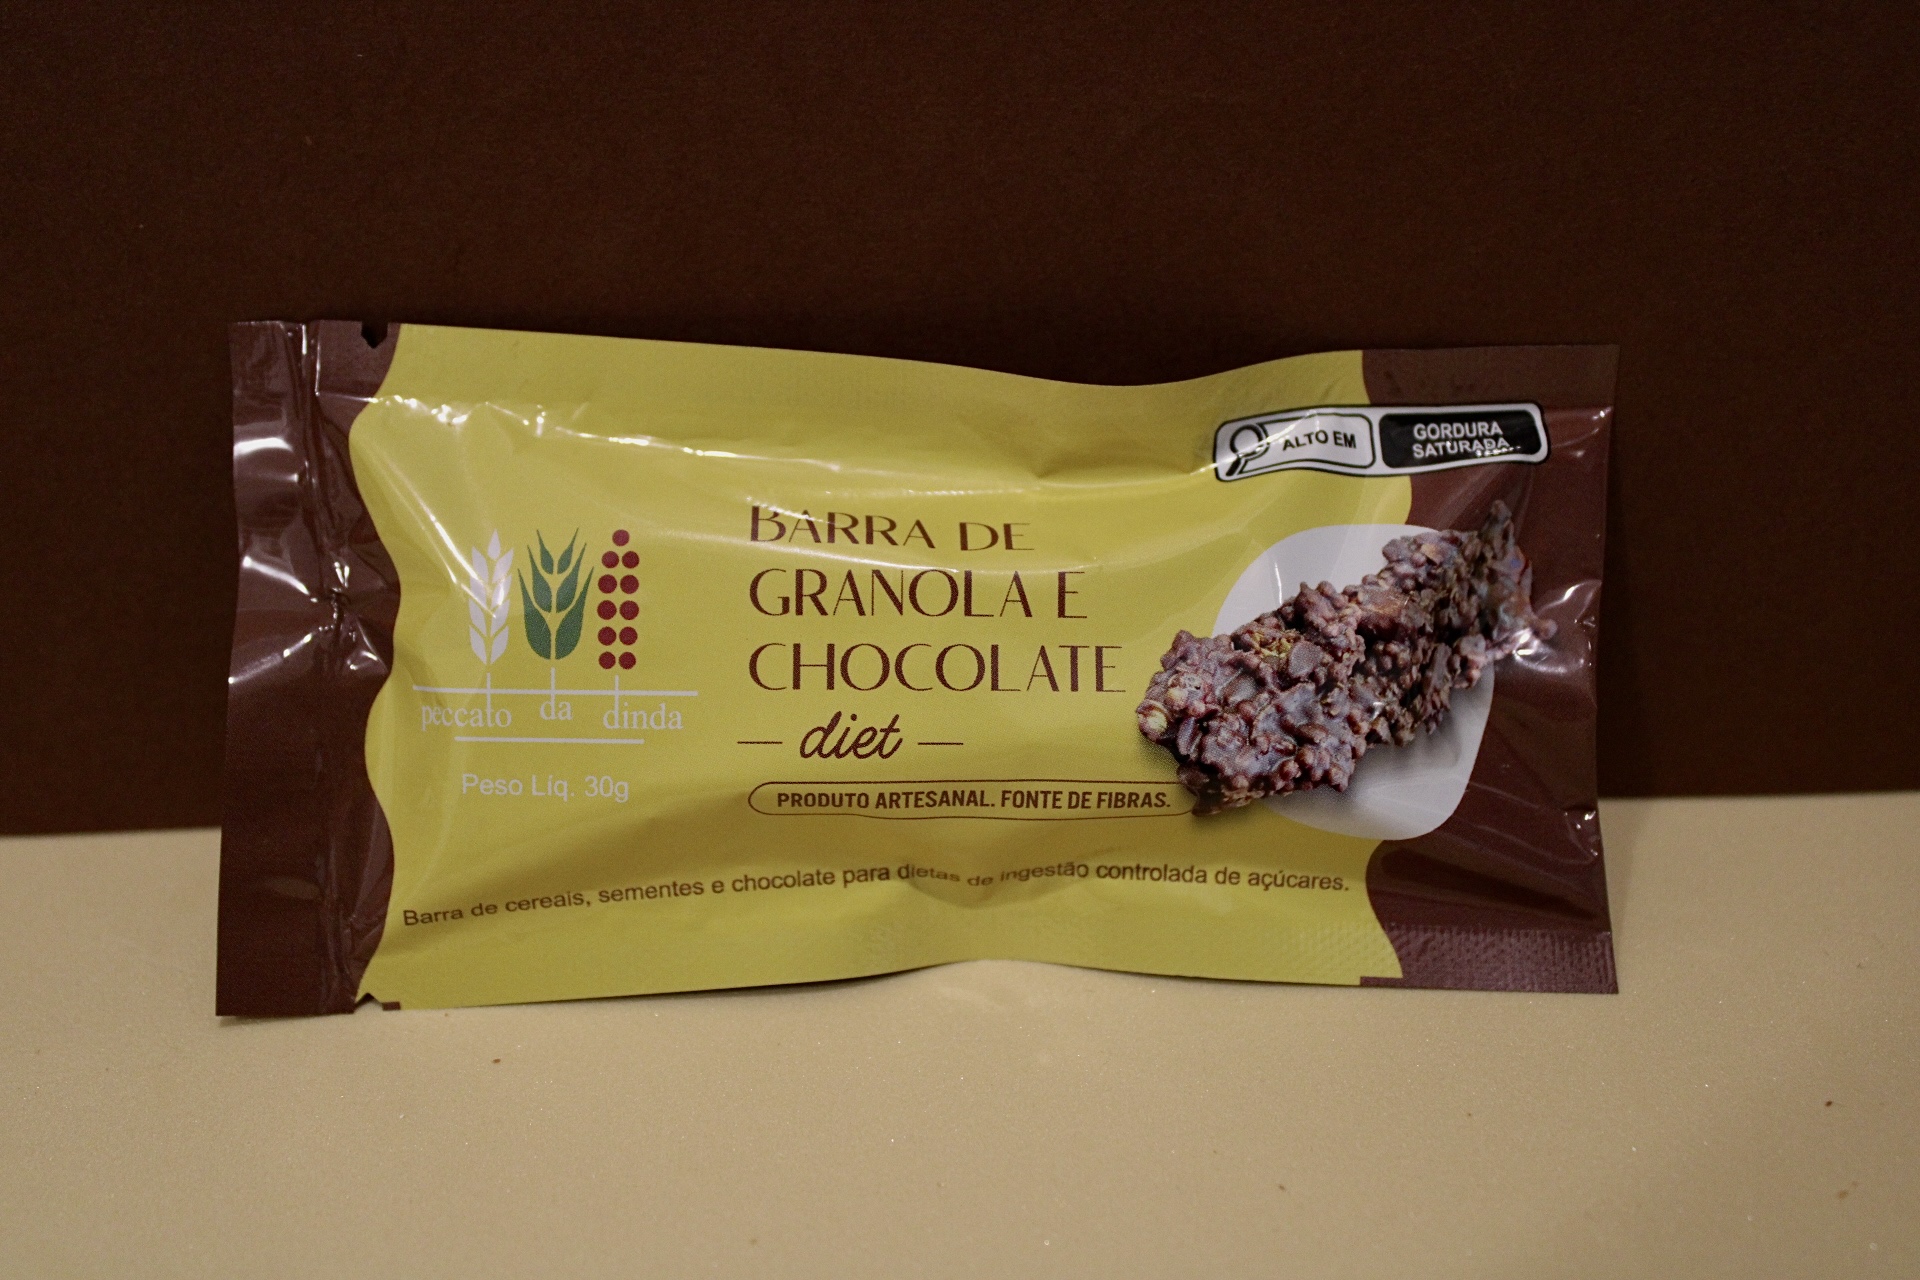 ALTO EM
GORDURA
SATURADA
BARRA DE
GRANOLA E
CHOCOLATE
diet
peccato da dinda
Peso Líq. 30g
PRODUTO ARTESANAL. FONTE DE FIBRAS.
Barra de cereais, sementes e chocolate para dietas de ingestão controlada de açúcares.